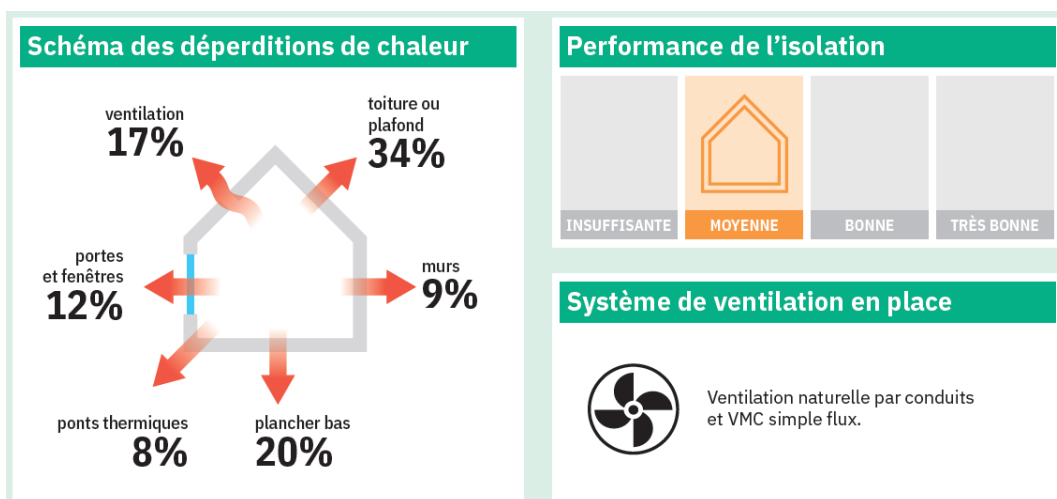 Schéma des déperditions de chaleur
ventilation
17%
toiture ou
plafond
34%
portes
et fenêtres
12%
murs
9%
ponts thermiques
8%
plancher bas
20%
Performance de l’isolation
INSUFFISANTE
MOYENNE
BONNE
TRÈS BONNE
Système de ventilation en place
Ventilation naturelle par conduits
et VMC simple flux.